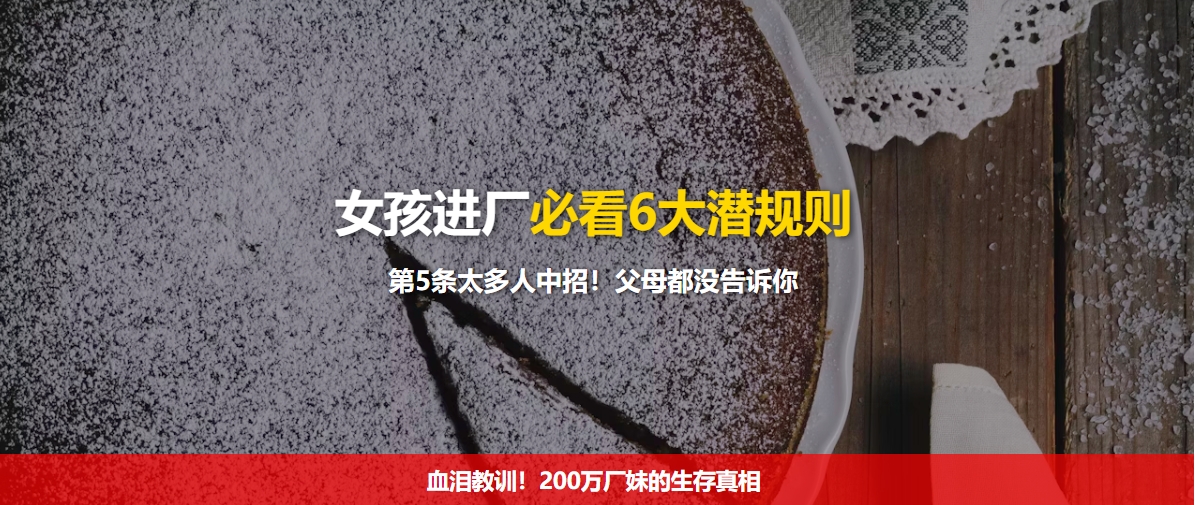 女孩进厂必看6大潜规则
第5条太多人中招！父母都没告诉你
血泪教训！200万厂妹的生存真相